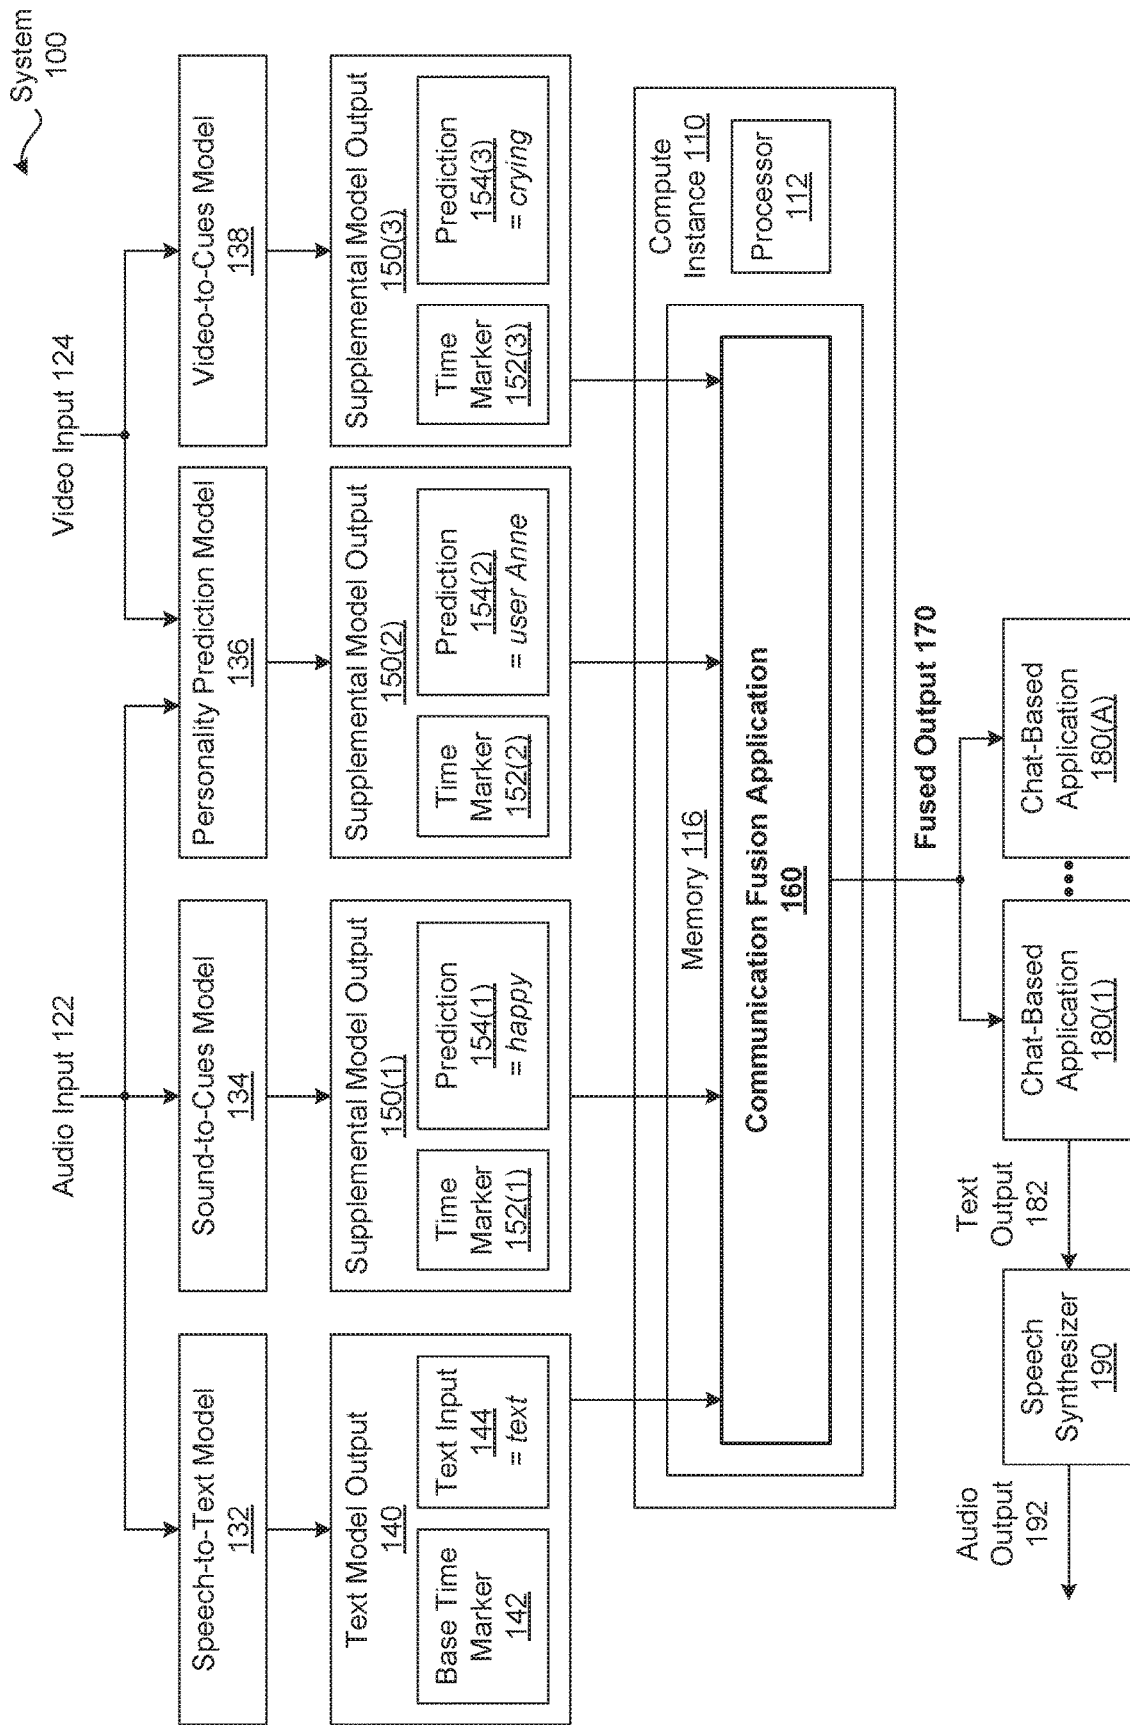 System
100
Audio Input 122
Video Input 124
Speech-to-Text Model
132
Sound-to-Cues Model
134
Personality Prediction Model
136
Video-to-Cues Model
138
Text Model Output
140
Base Time
Marker
142
Text Input
144
= text
Supplemental Model Output
150(1)
Time
Marker
152(1)
Prediction
154(1)
= happy
Supplemental Model Output
150(2)
Time
Marker
152(2)
Prediction
154(2)
= user Anne
Supplemental Model Output
150(3)
Time
Marker
152(3)
Prediction
154(3)
= crying
Compute
Instance 110
Processor
112
Memory 116
Communication Fusion Application
160
Fused Output 170
Audio
Output
192
Speech
Synthesizer
190
Text
Output
182
Chat-Based
Application
180(1)
Chat-Based
Application
180(A)